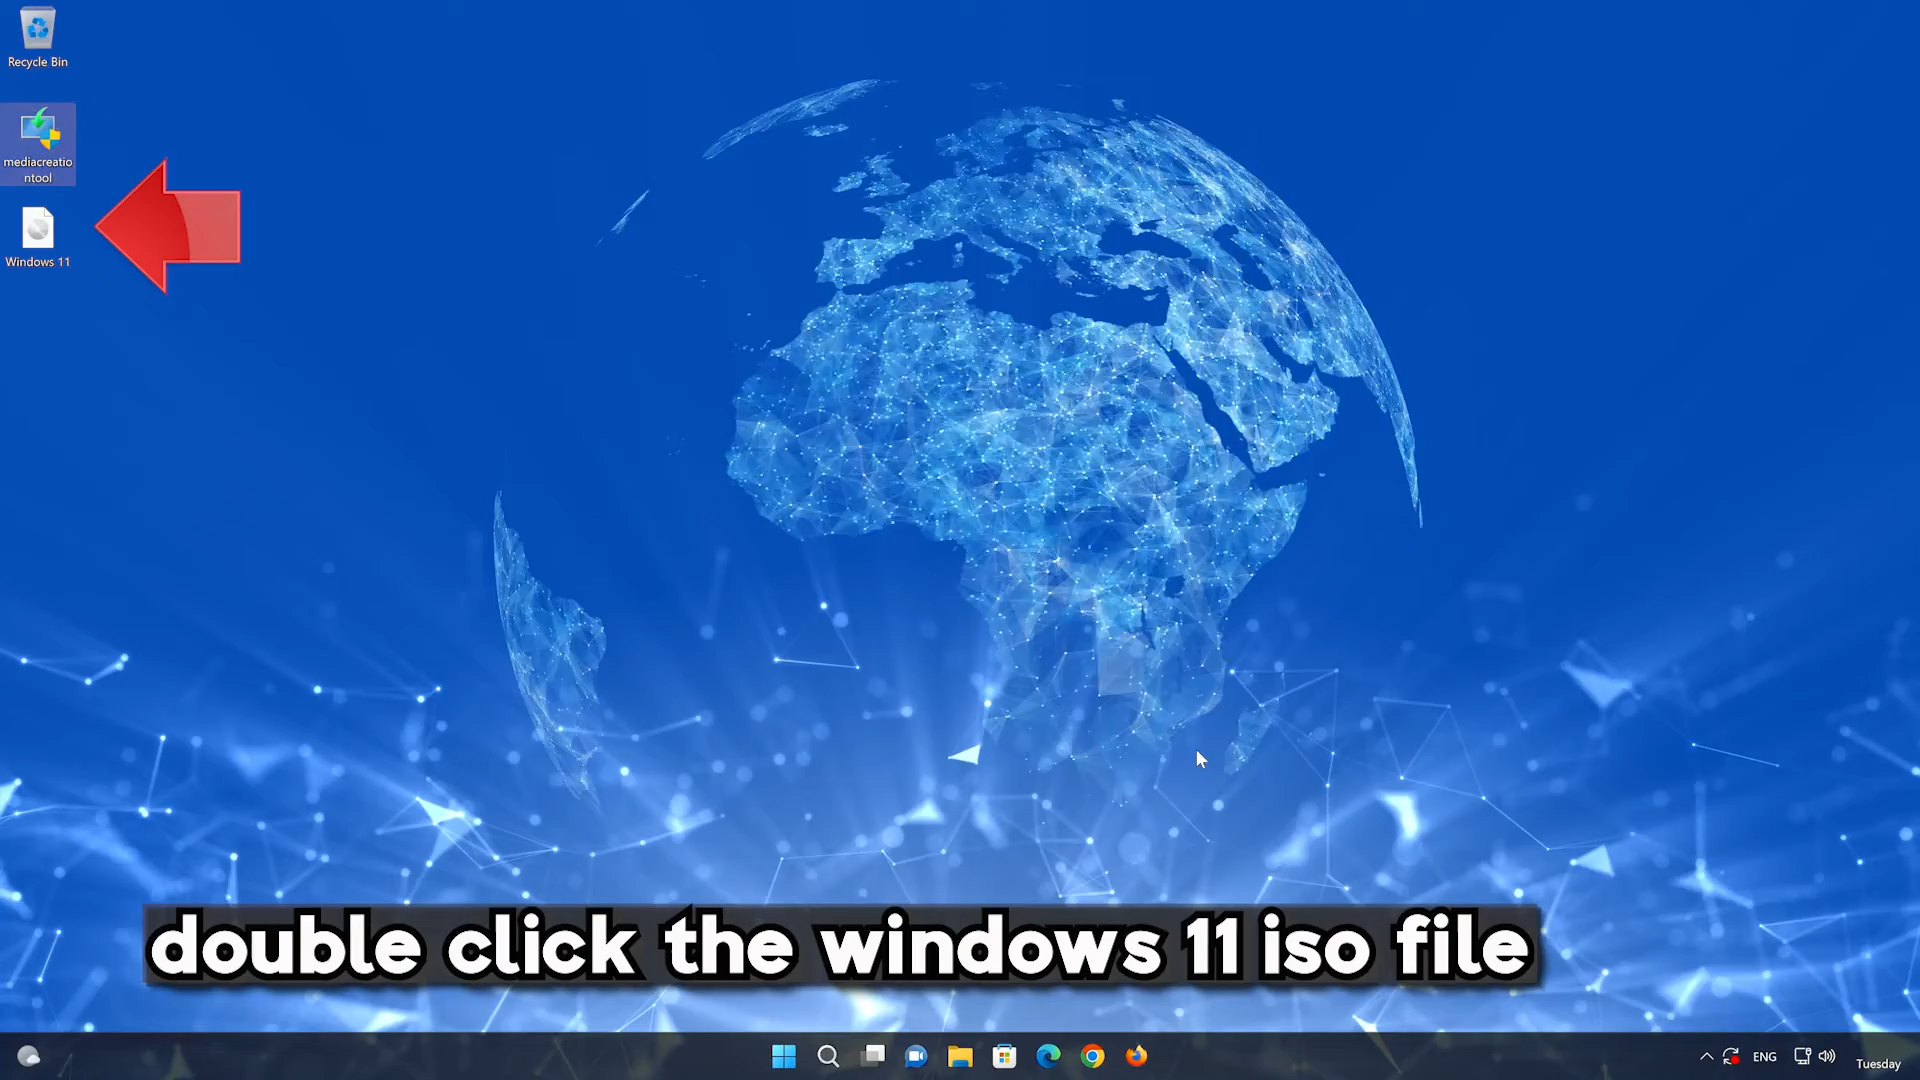 Recycle Bin
mediacreatio
ntool
Windows 11
double click the windows 11 iso file
ENG
Tuesday